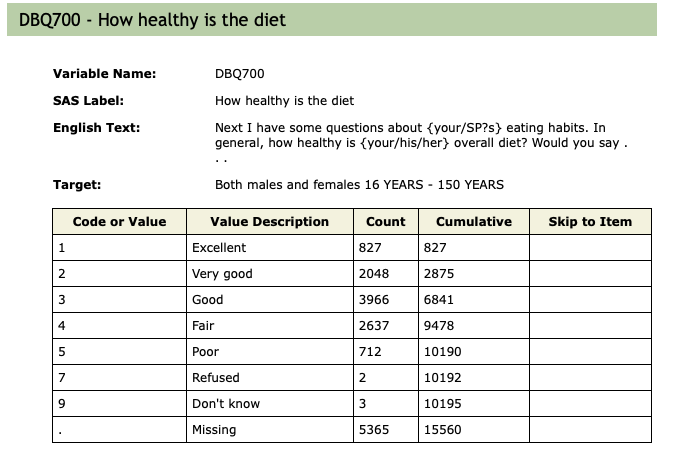 DBQ700 - How healthy is the diet
Variable Name: DBQ700
SAS Label: How healthy is the diet
English Text: Next I have some questions about {your/SP?s} eating habits. In
general, how healthy is {your/his/her} overall diet? Would you say .
. .
Target: Both males and females 16 YEARS - 150 YEARS
Code or Value Value Description Count Cumulative Skip to Item
1 Excellent 827 827
2 Very good 2048 2875
3 Good 3966 6841
4 Fair 2637 9478
5 Poor 712 10190
7 Refused 2 10192
9 Don't know 3 10195
. Missing 5365 15560